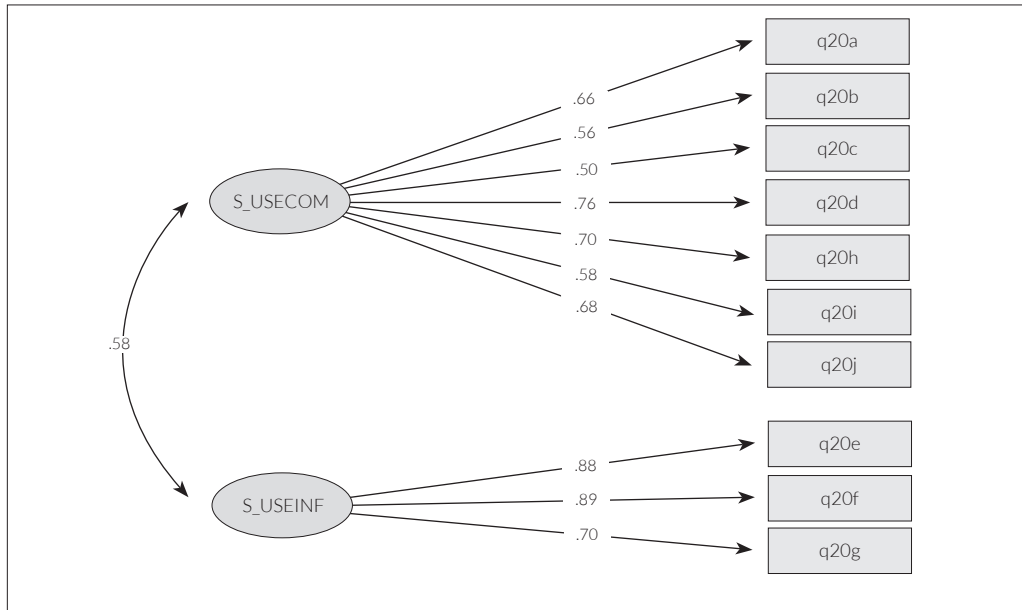 q20a
.66
q20b
.56
q20c
.50
S_USECOM
.76
q20d
.70
q20h
.58
q20i
.68
q20j
.58
q20e
.88
S_USEINF
.89
q20f
.70
q20g